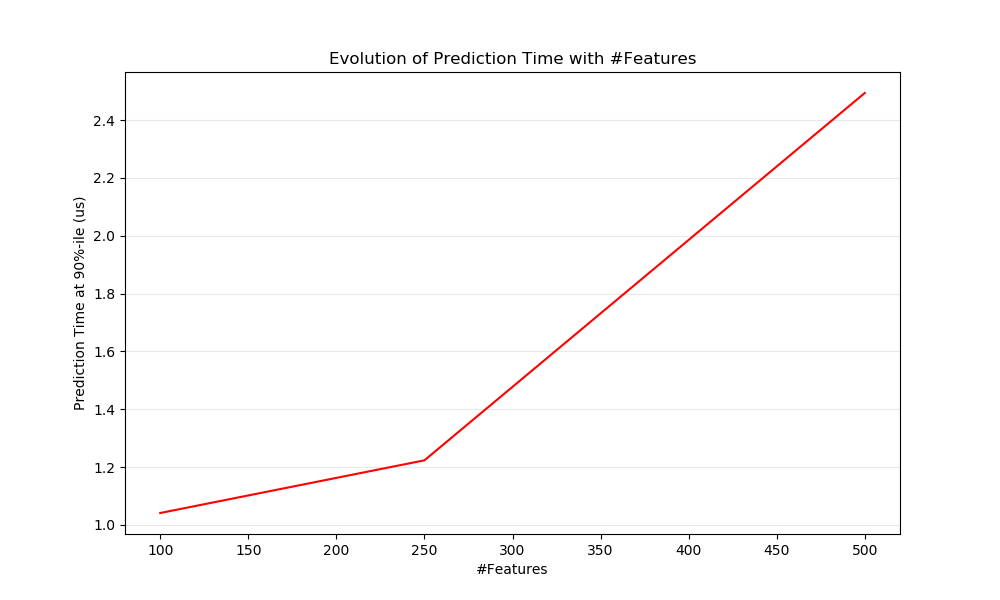 Evolution of Prediction Time with #Features
Prediction Time at 90%-ile (us)
2.4
2.2
2.0
1.8
1.6
1.4
1.2
1.0
100 150 200 250 300 350 400 450 500
#Features